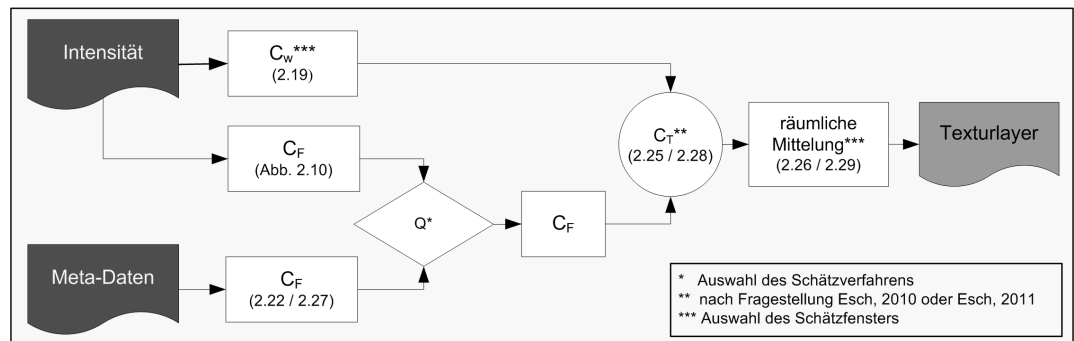 Intensität
C_w***
(2.19)
C_F
(Abb. 2.10)
Meta-Daten
C_F
(2.22 / 2.27)
Q*
C_F
C_T**
(2.25 / 2.28)
räumliche
Mittelung***
(2.26 / 2.29)
Texturlayer
* Auswahl des Schätzverfahrens
** nach Fragestellung Esch, 2010 oder Esch, 2011
*** Auswahl des Schätzfensters